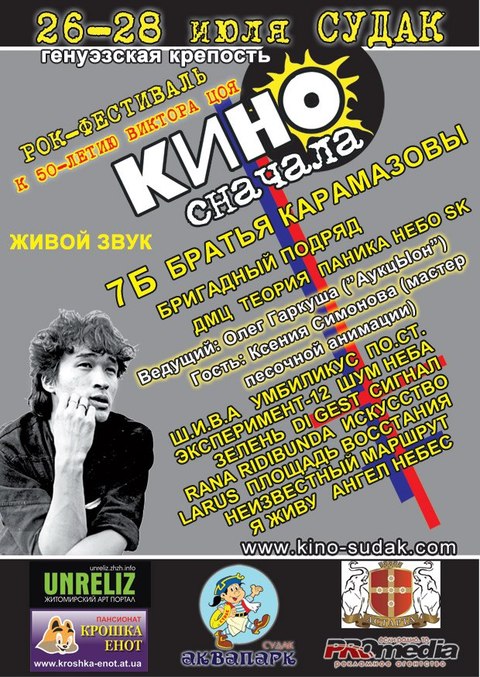 26-28 июля СУДАК
генуэзская крепость
РОК-ФЕСТИВАЛЬ
К 50-ЛЕТИЮ ВИКТОРА ЦОЯ
КИНО
сначала
ЖИВОЙ ЗВУК
7Б БРАТЬЯ КАРАМАЗОВЫ
БРИГАДНЫЙ ПОДРЯД
ДМЦ ТЕОРИЯ ПАНИКА НЕБО SK
Ведущий: Олег Гаркуша ("АукцЫон")
Гость: Ксения Симонова (мастер
песочной анимации)
Ш.И.В.А УМБИЛИКУС ПО.СТ.
ЭКСПЕРИМЕНТ-12 ШУМ НЕБА
ЗЕЛЕНЬ DI GEST СИГНАЛ
RANA RIDIBUNDA ИСКУССТВО
LARUS ПЛОЩАДЬ ВОССТАНИЯ
НЕИЗВЕСТНЫЙ МАРШРУТ
Я ЖИВУ АНГЕЛ НЕБЕС
www.kino-sudak.com
unreliz.zhzh.info
UNRELIZ
ЖИТОМИРСКИЙ АРТ ПОРТАЛ
ПАНСИОНАТ
КРОШКА
ЕНОТ
www.kroshka-enot.at.ua
СУДАК
АКВАПАРК
АСТАРТА
PROmedia
рекламное агентство